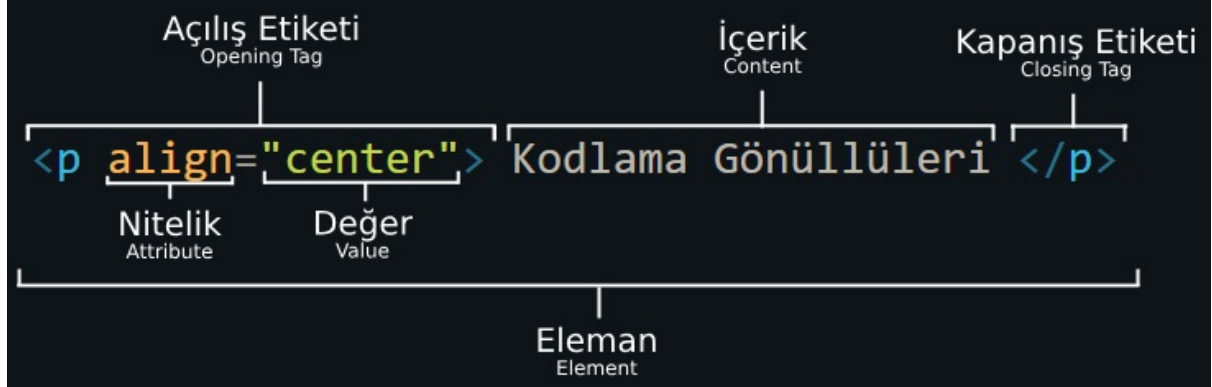 Açılış Etiketi
Opening Tag
İçerik
Content
Kapanış Etiketi
Closing Tag
<p align="center"> Kodlama Gönüllüleri </p>
Nitelik
Attribute
Değer
Value
Eleman
Element